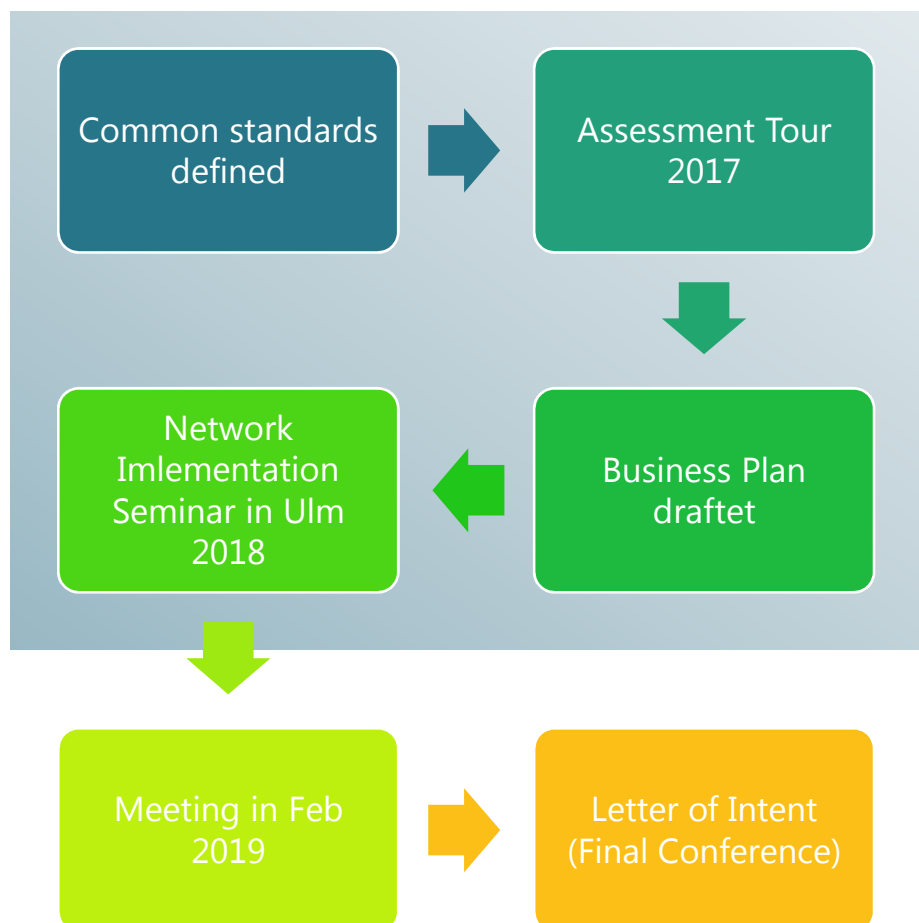 Common standards
defined
Assessment Tour
2017
Business Plan
draftet
Network
Imlementation
Seminar in Ulm
2018
Meeting in Feb
2019
Letter of Intent
(Final Conference)